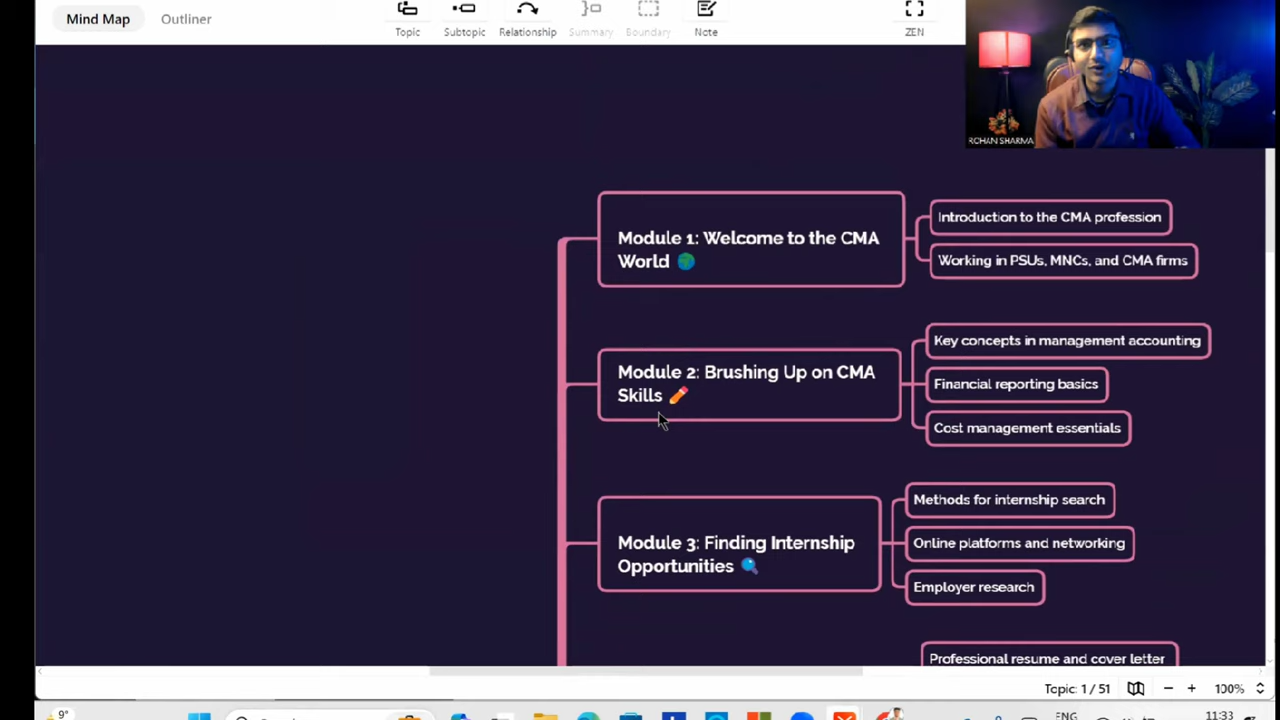 Mind Map
Outliner
Topic
Subtopic
Relationship
Summary
Boundary
Note
ZEN
ROHAN SHARMA
Module 1: Welcome to the CMA
World
Introduction to the CMA profession
Working in PSUs, MNCs, and CMA firms
Module 2: Brushing Up on CMA
Skills
Key concepts in management accounting
Financial reporting basics
Cost management essentials
Module 3: Finding Internship
Opportunities
Methods for internship search
Online platforms and networking
Employer research
Professional resume and cover letter
Topic: 1 / 51
100%
9°
ENG
11:33